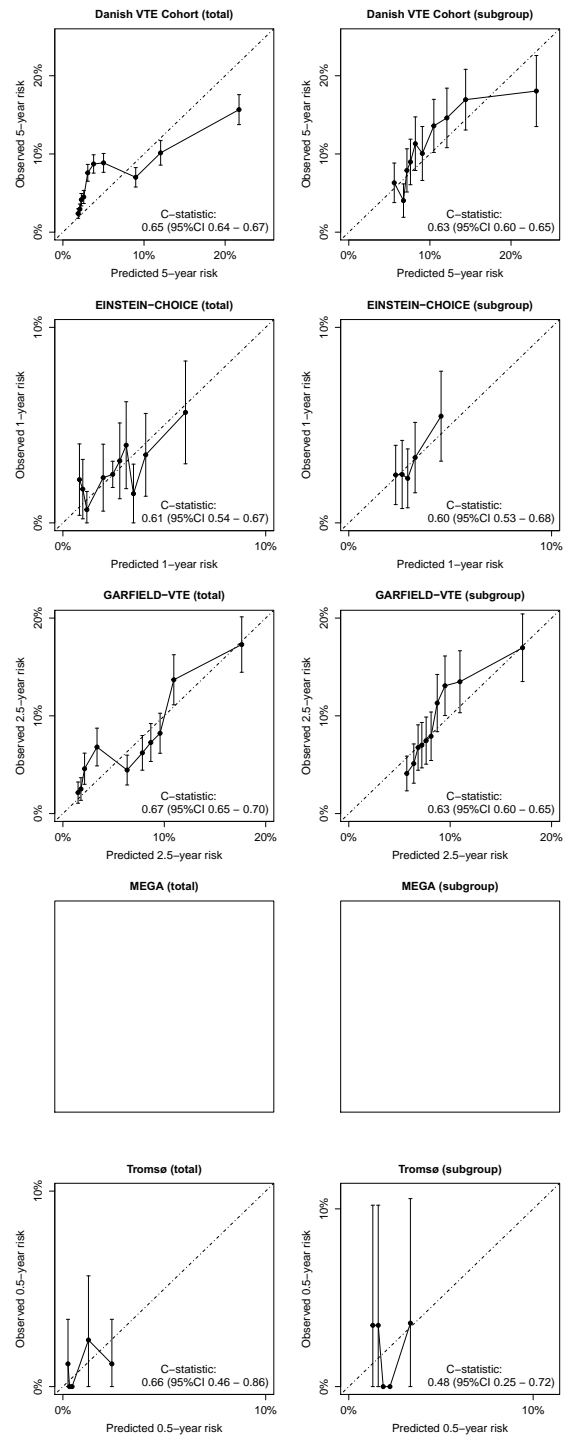 Danish VTE Cohort (total)
Observed 5−year risk
20%
10%
0%
C−statistic:
0.65 (95%CI 0.64 − 0.67)
0% 10% 20%
Predicted 5−year risk
Danish VTE Cohort (subgroup)
Observed 5−year risk
20%
10%
0%
C−statistic:
0.63 (95%CI 0.60 − 0.65)
0% 10% 20%
Predicted 5−year risk
EINSTEIN−CHOICE (total)
Observed 1−year risk
10%
0%
C−statistic:
0.61 (95%CI 0.54 − 0.67)
0% 10%
Predicted 1−year risk
EINSTEIN−CHOICE (subgroup)
Observed 1−year risk
10%
0%
C−statistic:
0.60 (95%CI 0.53 − 0.68)
0% 10%
Predicted 1−year risk
GARFIELD−VTE (total)
Observed 2.5−year risk
20%
10%
0%
C−statistic:
0.67 (95%CI 0.65 − 0.70)
0% 10% 20%
Predicted 2.5−year risk
GARFIELD−VTE (subgroup)
Observed 2.5−year risk
20%
10%
0%
C−statistic:
0.63 (95%CI 0.60 − 0.65)
0% 10% 20%
Predicted 2.5−year risk
MEGA (total)
MEGA (subgroup)
Tromsø (total)
Observed 0.5−year risk
10%
0%
C−statistic:
0.66 (95%CI 0.46 − 0.86)
0% 10%
Predicted 0.5−year risk
Tromsø (subgroup)
Observed 0.5−year risk
10%
0%
C−statistic:
0.48 (95%CI 0.25 − 0.72)
0% 10%
Predicted 0.5−year risk